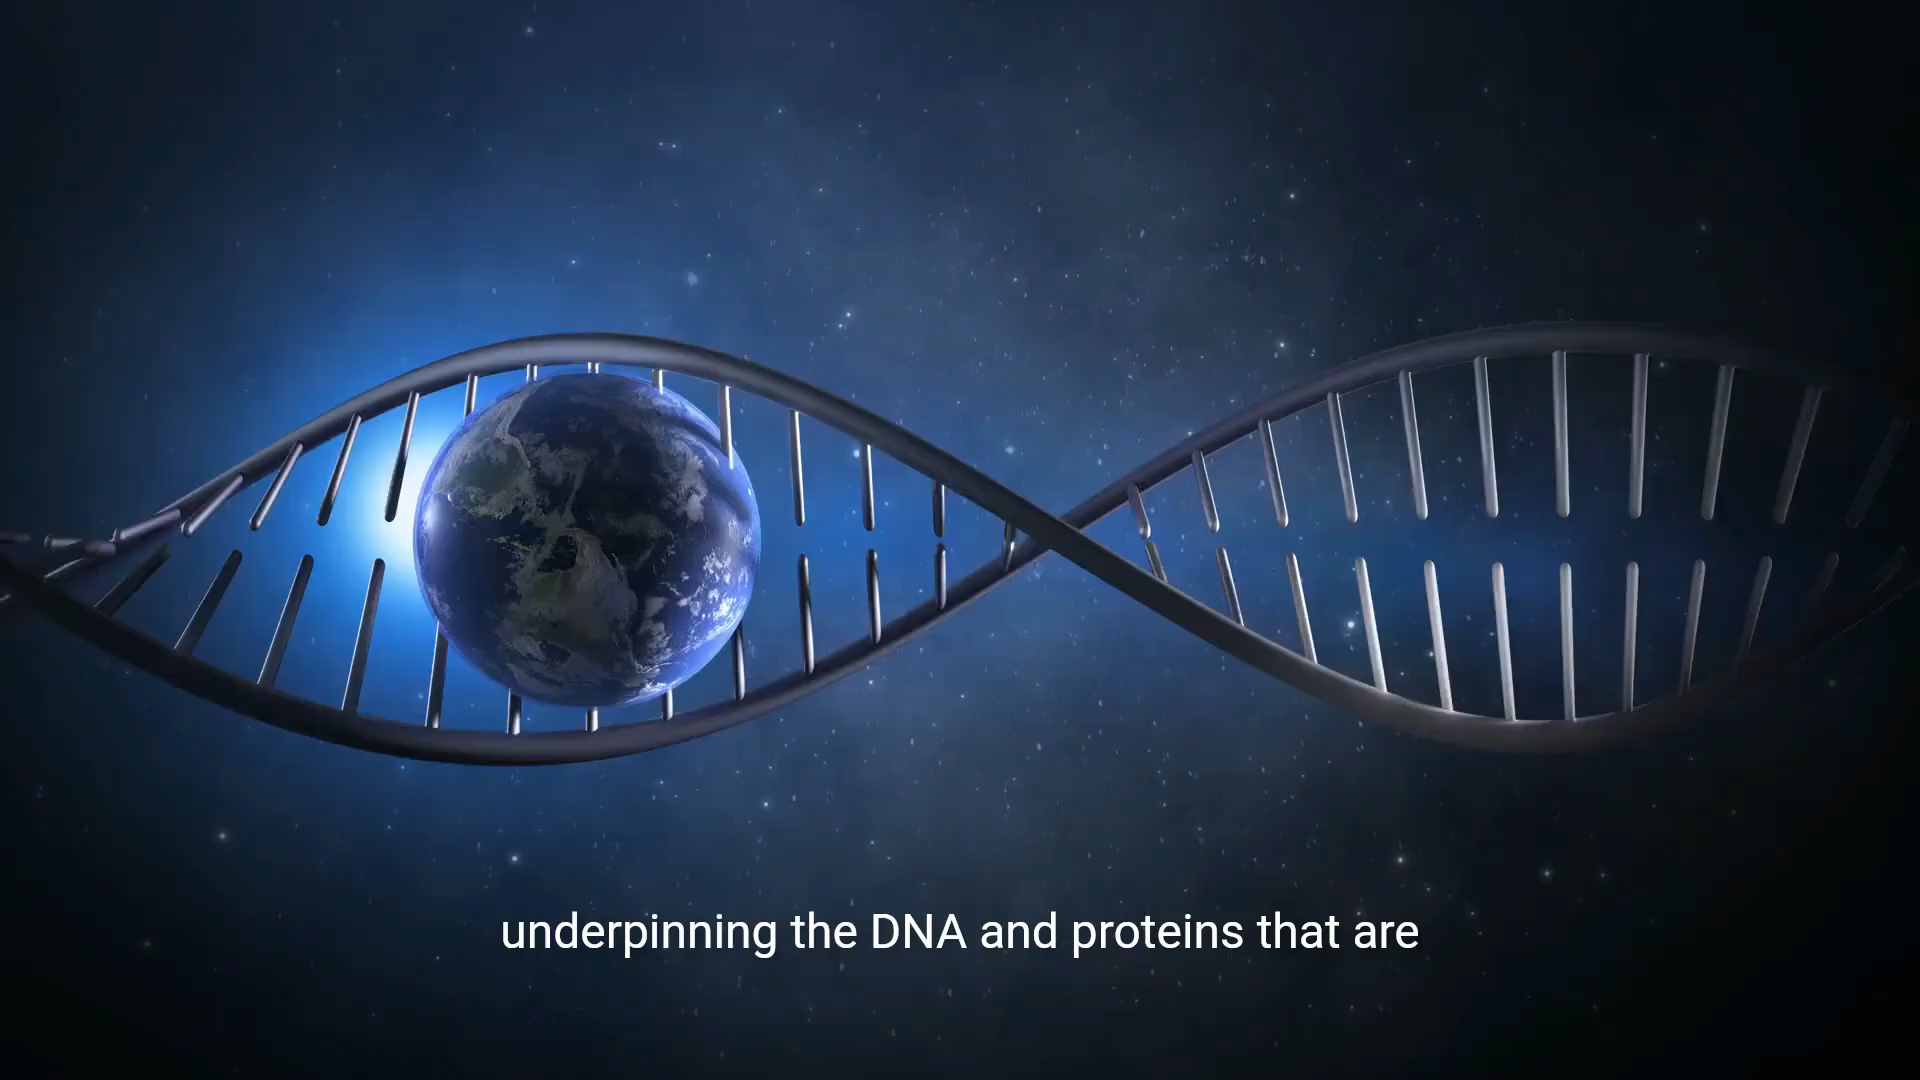 underpinning the DNA and proteins that are